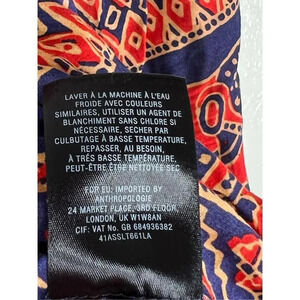 LAVER À LA MACHINE À L'EAU
FROIDE AVEC COULEURS
SIMILAIRES, UTILISER UN AGENT DE
BLANCHIMENT SANS CHLORE SI
NÉCESSAIRE, SECHER PAR
CULBUTAGE À BASSE TEMPÉRATURE,
REPASSER, AU BESOIN,
À TRÉS BASSE TEMPÉRATURE,
PEUT-ÊTRE ÊTRE NETTOYÉE SEC
FOR EU: IMPORTED BY
ANTHROPOLOGIE
24 MARKET PLACE, 3RD FLOOR,
LONDON, UK W1W8AN
CIF: VAT No. GB 684936382
41ASSLT661LA